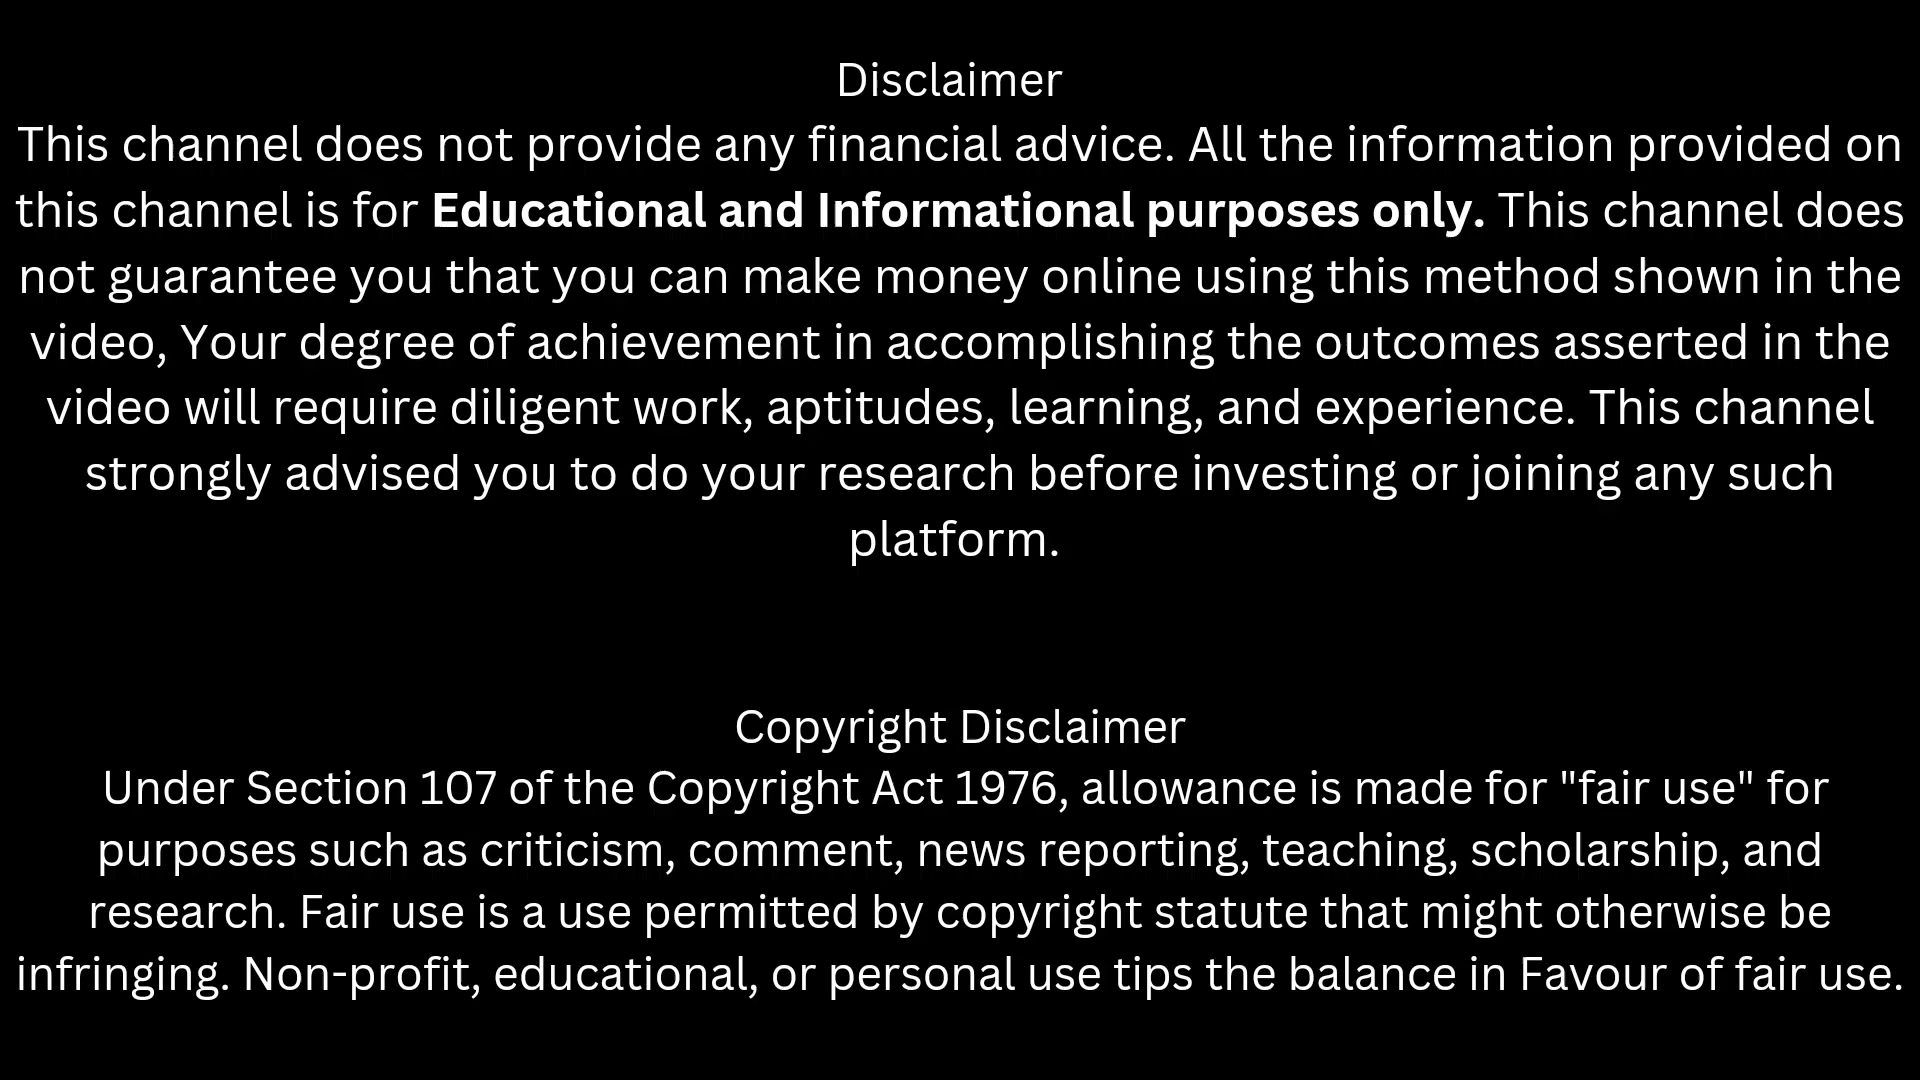 Disclaimer
This channel does not provide any financial advice. All the information provided on
this channel is for Educational and Informational purposes only. This channel does
not guarantee you that you can make money online using this method shown in the
video, Your degree of achievement in accomplishing the outcomes asserted in the
video will require diligent work, aptitudes, learning, and experience. This channel
strongly advised you to do your research before investing or joining any such
platform.
Copyright Disclaimer
Under Section 107 of the Copyright Act 1976, allowance is made for "fair use" for
purposes such as criticism, comment, news reporting, teaching, scholarship, and
research. Fair use is a use permitted by copyright statute that might otherwise be
infringing. Non-profit, educational, or personal use tips the balance in Favour of fair use.